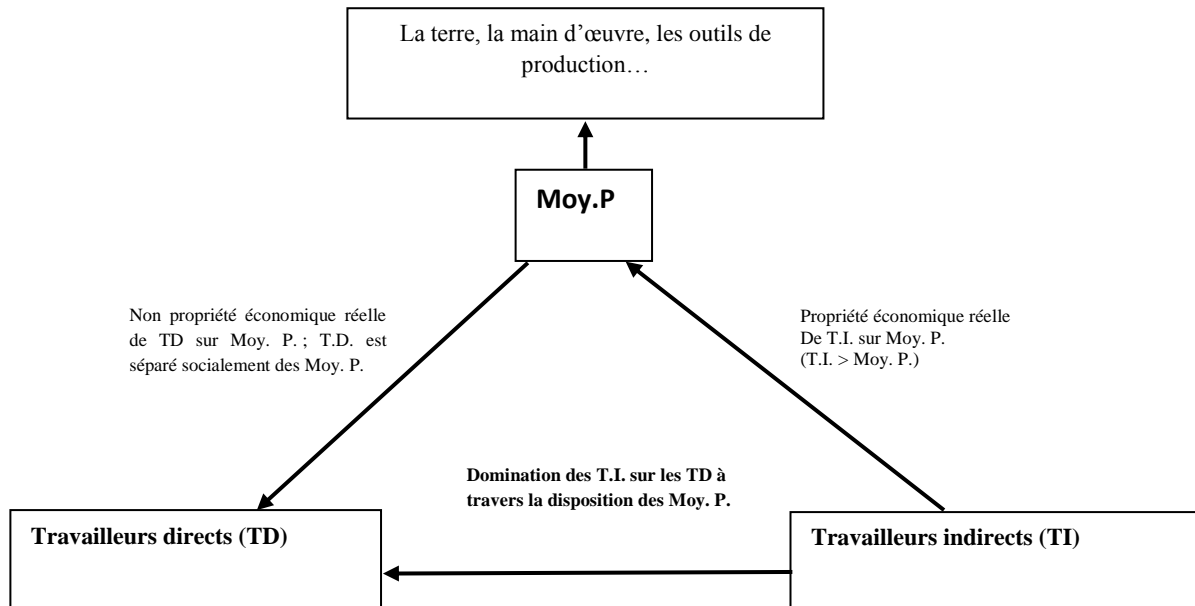 La terre, la main d’œuvre, les outils de
production…
Moy.P
Non propriété économique réelle
de TD sur Moy. P. ; T.D. est
séparé socialement des Moy. P.
Propriété économique réelle
De T.I. sur Moy. P.
(T.I. > Moy. P.)
Domination des T.I. sur les TD à
travers la disposition des Moy. P.
Travailleurs directs (TD)
Travailleurs indirects (TI)